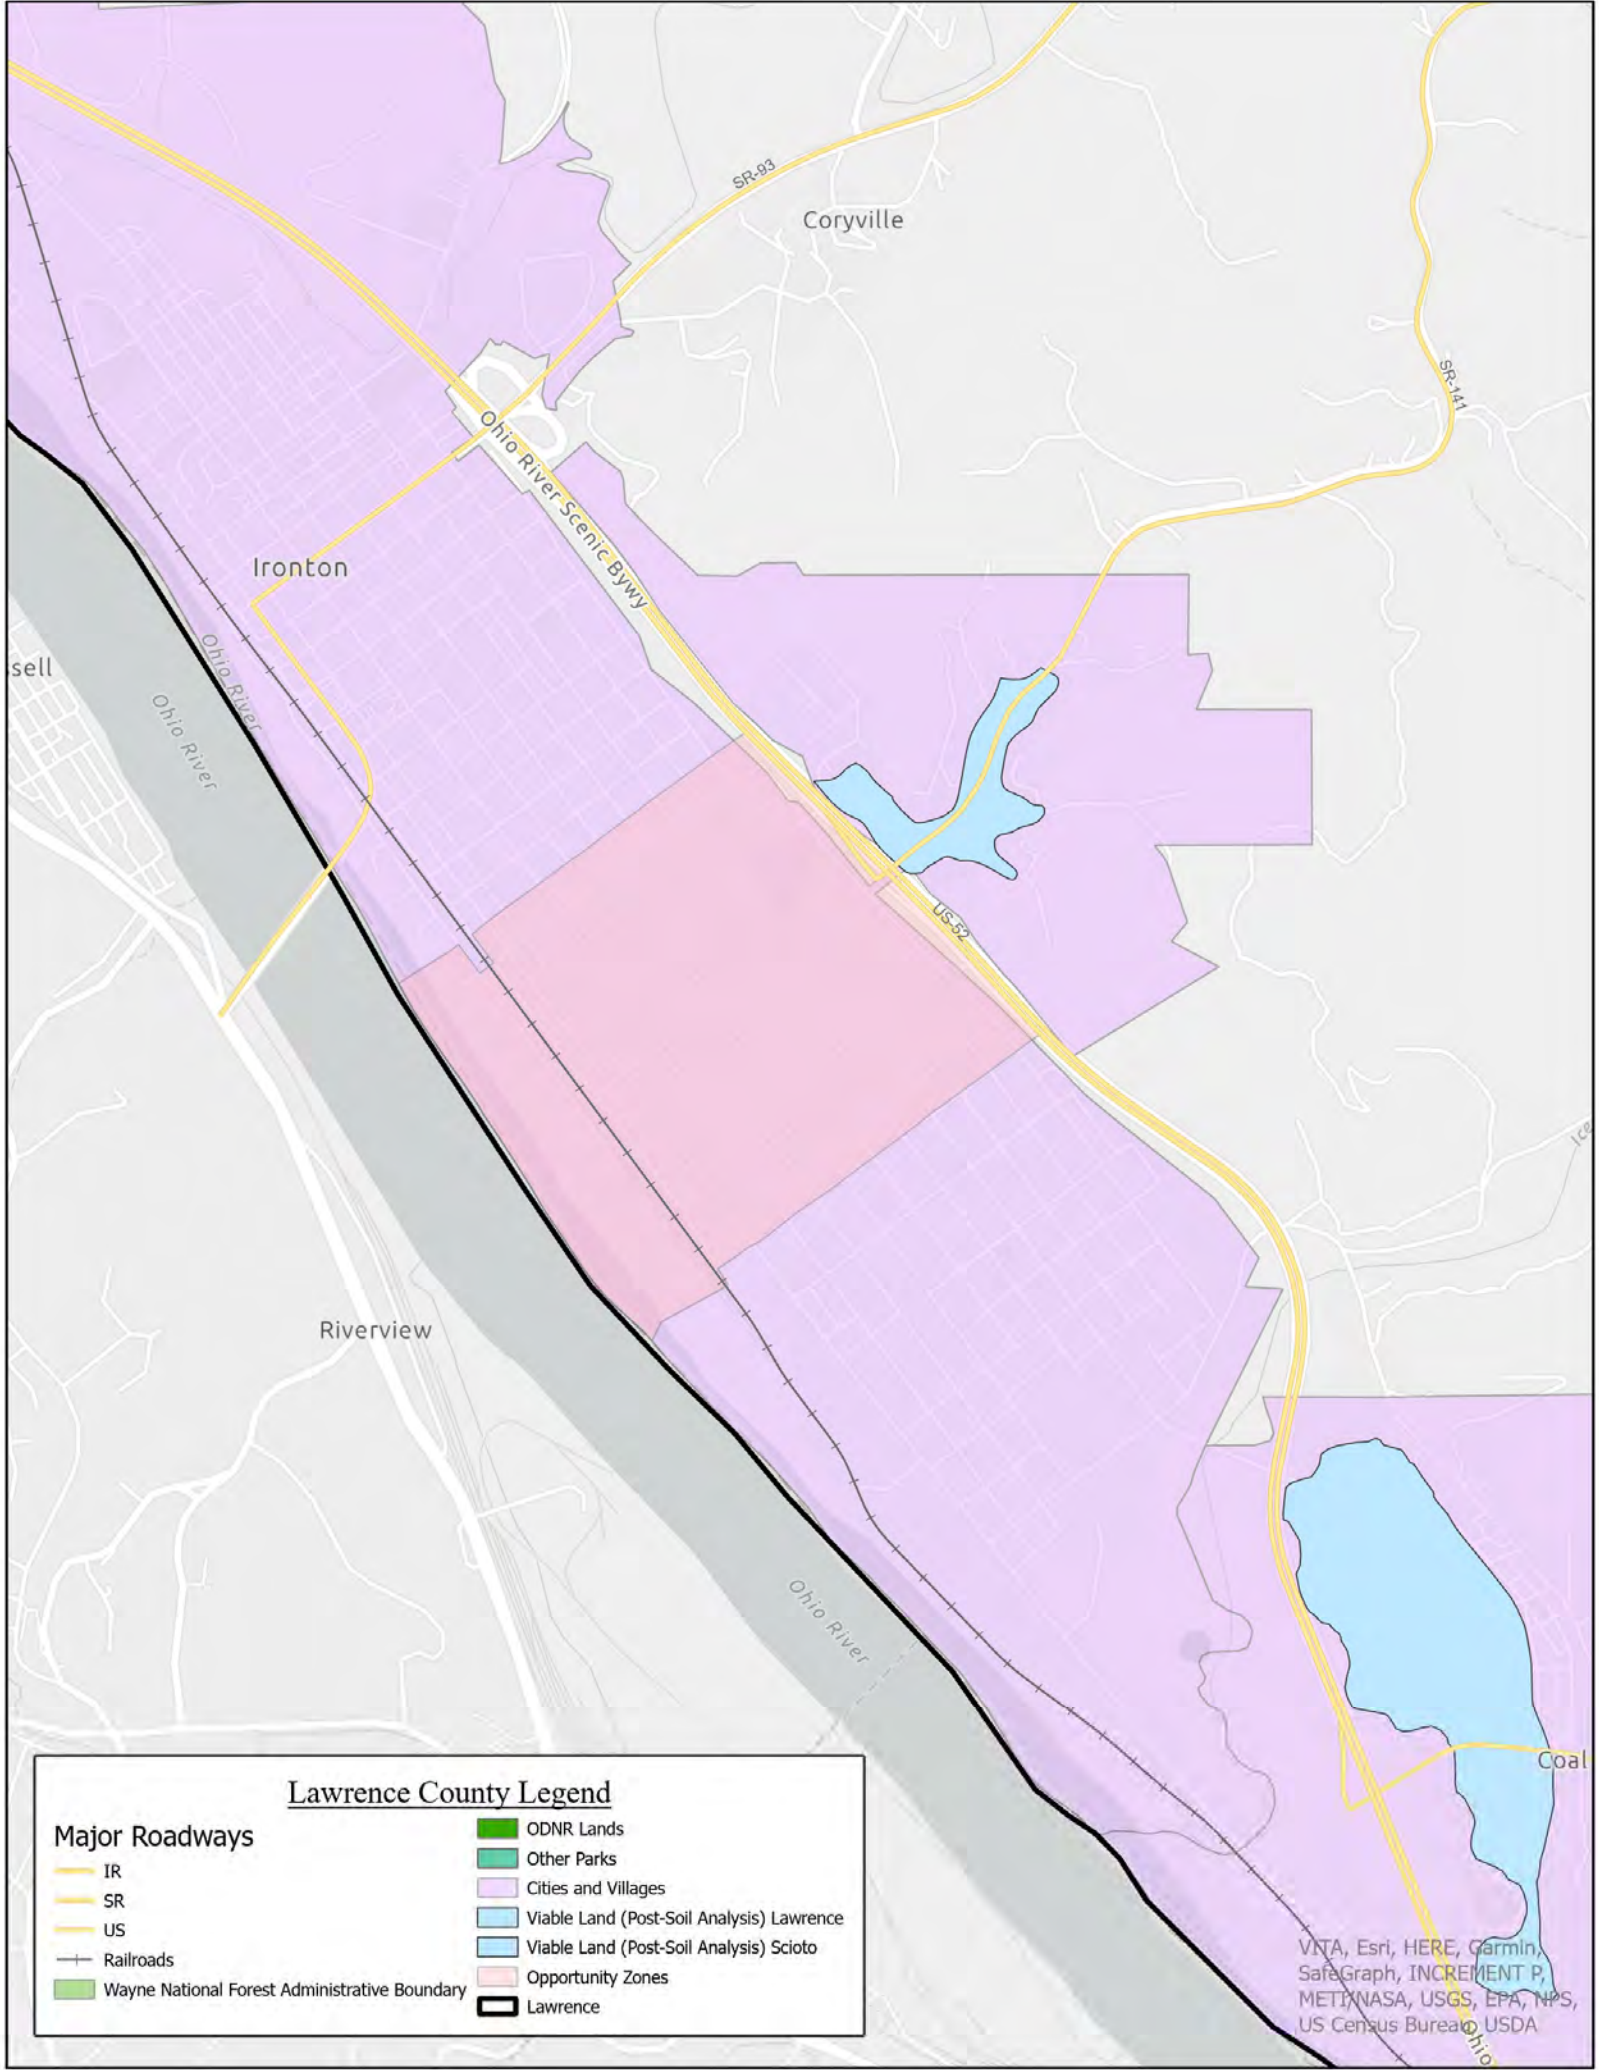 SR-93
Coryville
SR-141
Ohio River Scenic Bywy
Ironton
Ohio River
Ohio River
sell
US-52
Ice
Riverview
Ohio River
Coal
Lawrence County Legend
Major Roadways
IR
SR
US
Railroads
Wayne National Forest Administrative Boundary
ODNR Lands
Other Parks
Cities and Villages
Viable Land (Post-Soil Analysis) Lawrence
Viable Land (Post-Soil Analysis) Scioto
Opportunity Zones
Lawrence
VITA, Esri, HERE, Garmin,
SafeGraph, INCREMENT P,
METI/NASA, USGS, EPA, NPS,
US Census Bureau, USDA
Ohio